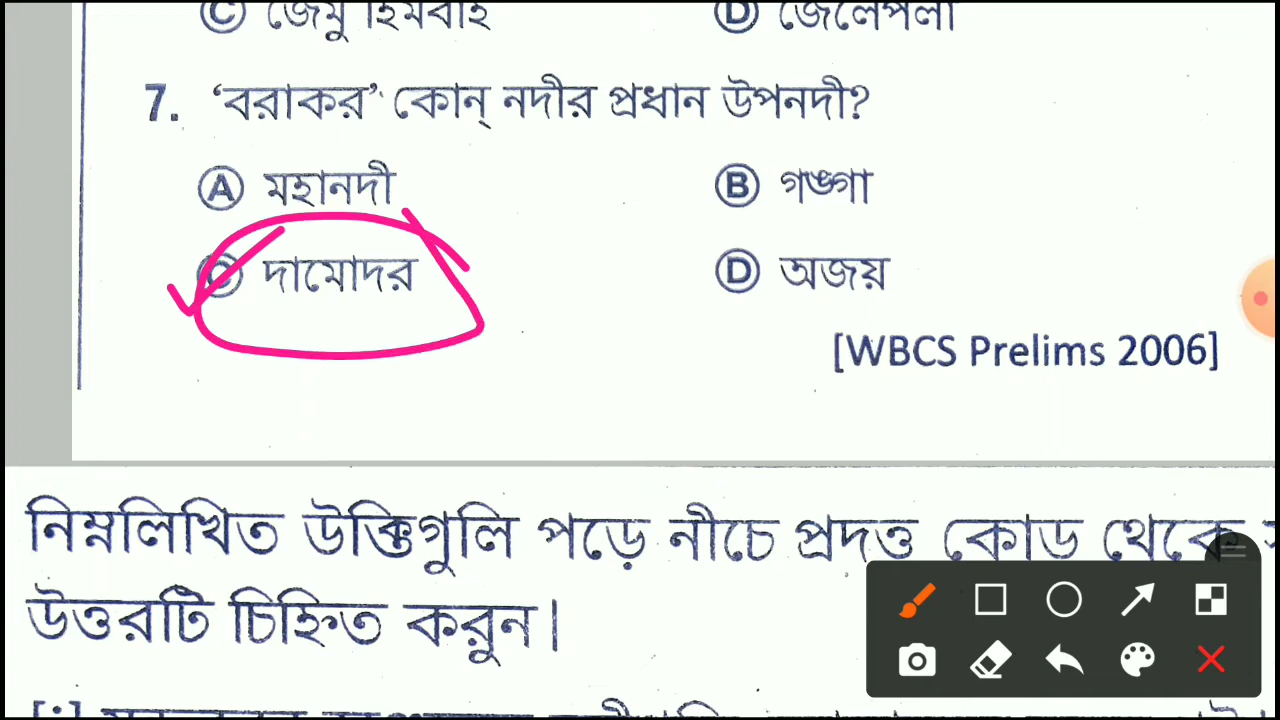 C জেমু হিমবাহ D জেলেপলা
7. ‘বরাকর’ কোন্ নদীর প্রধান উপনদী?
A মহানদী B গঙ্গা
C দামোদর D অজয়
[WBCS Prelims 2006]
নিম্নলিখিত উক্তিগুলি পড়ে নীচে প্রদত্ত কোড থেকে
উত্তরটি চিহ্নিত করুন।